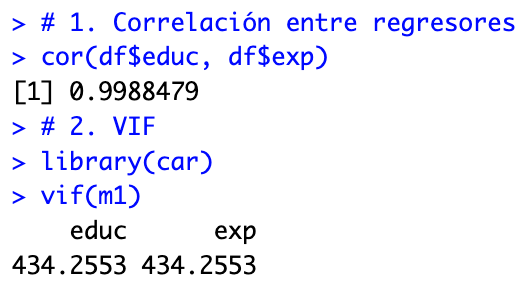 > # 1. Correlación entre regresores
> cor(df$educ, df$exp)
[1] 0.9988479
> # 2. VIF
> library(car)
> vif(m1)
    educ      exp
434.2553 434.2553